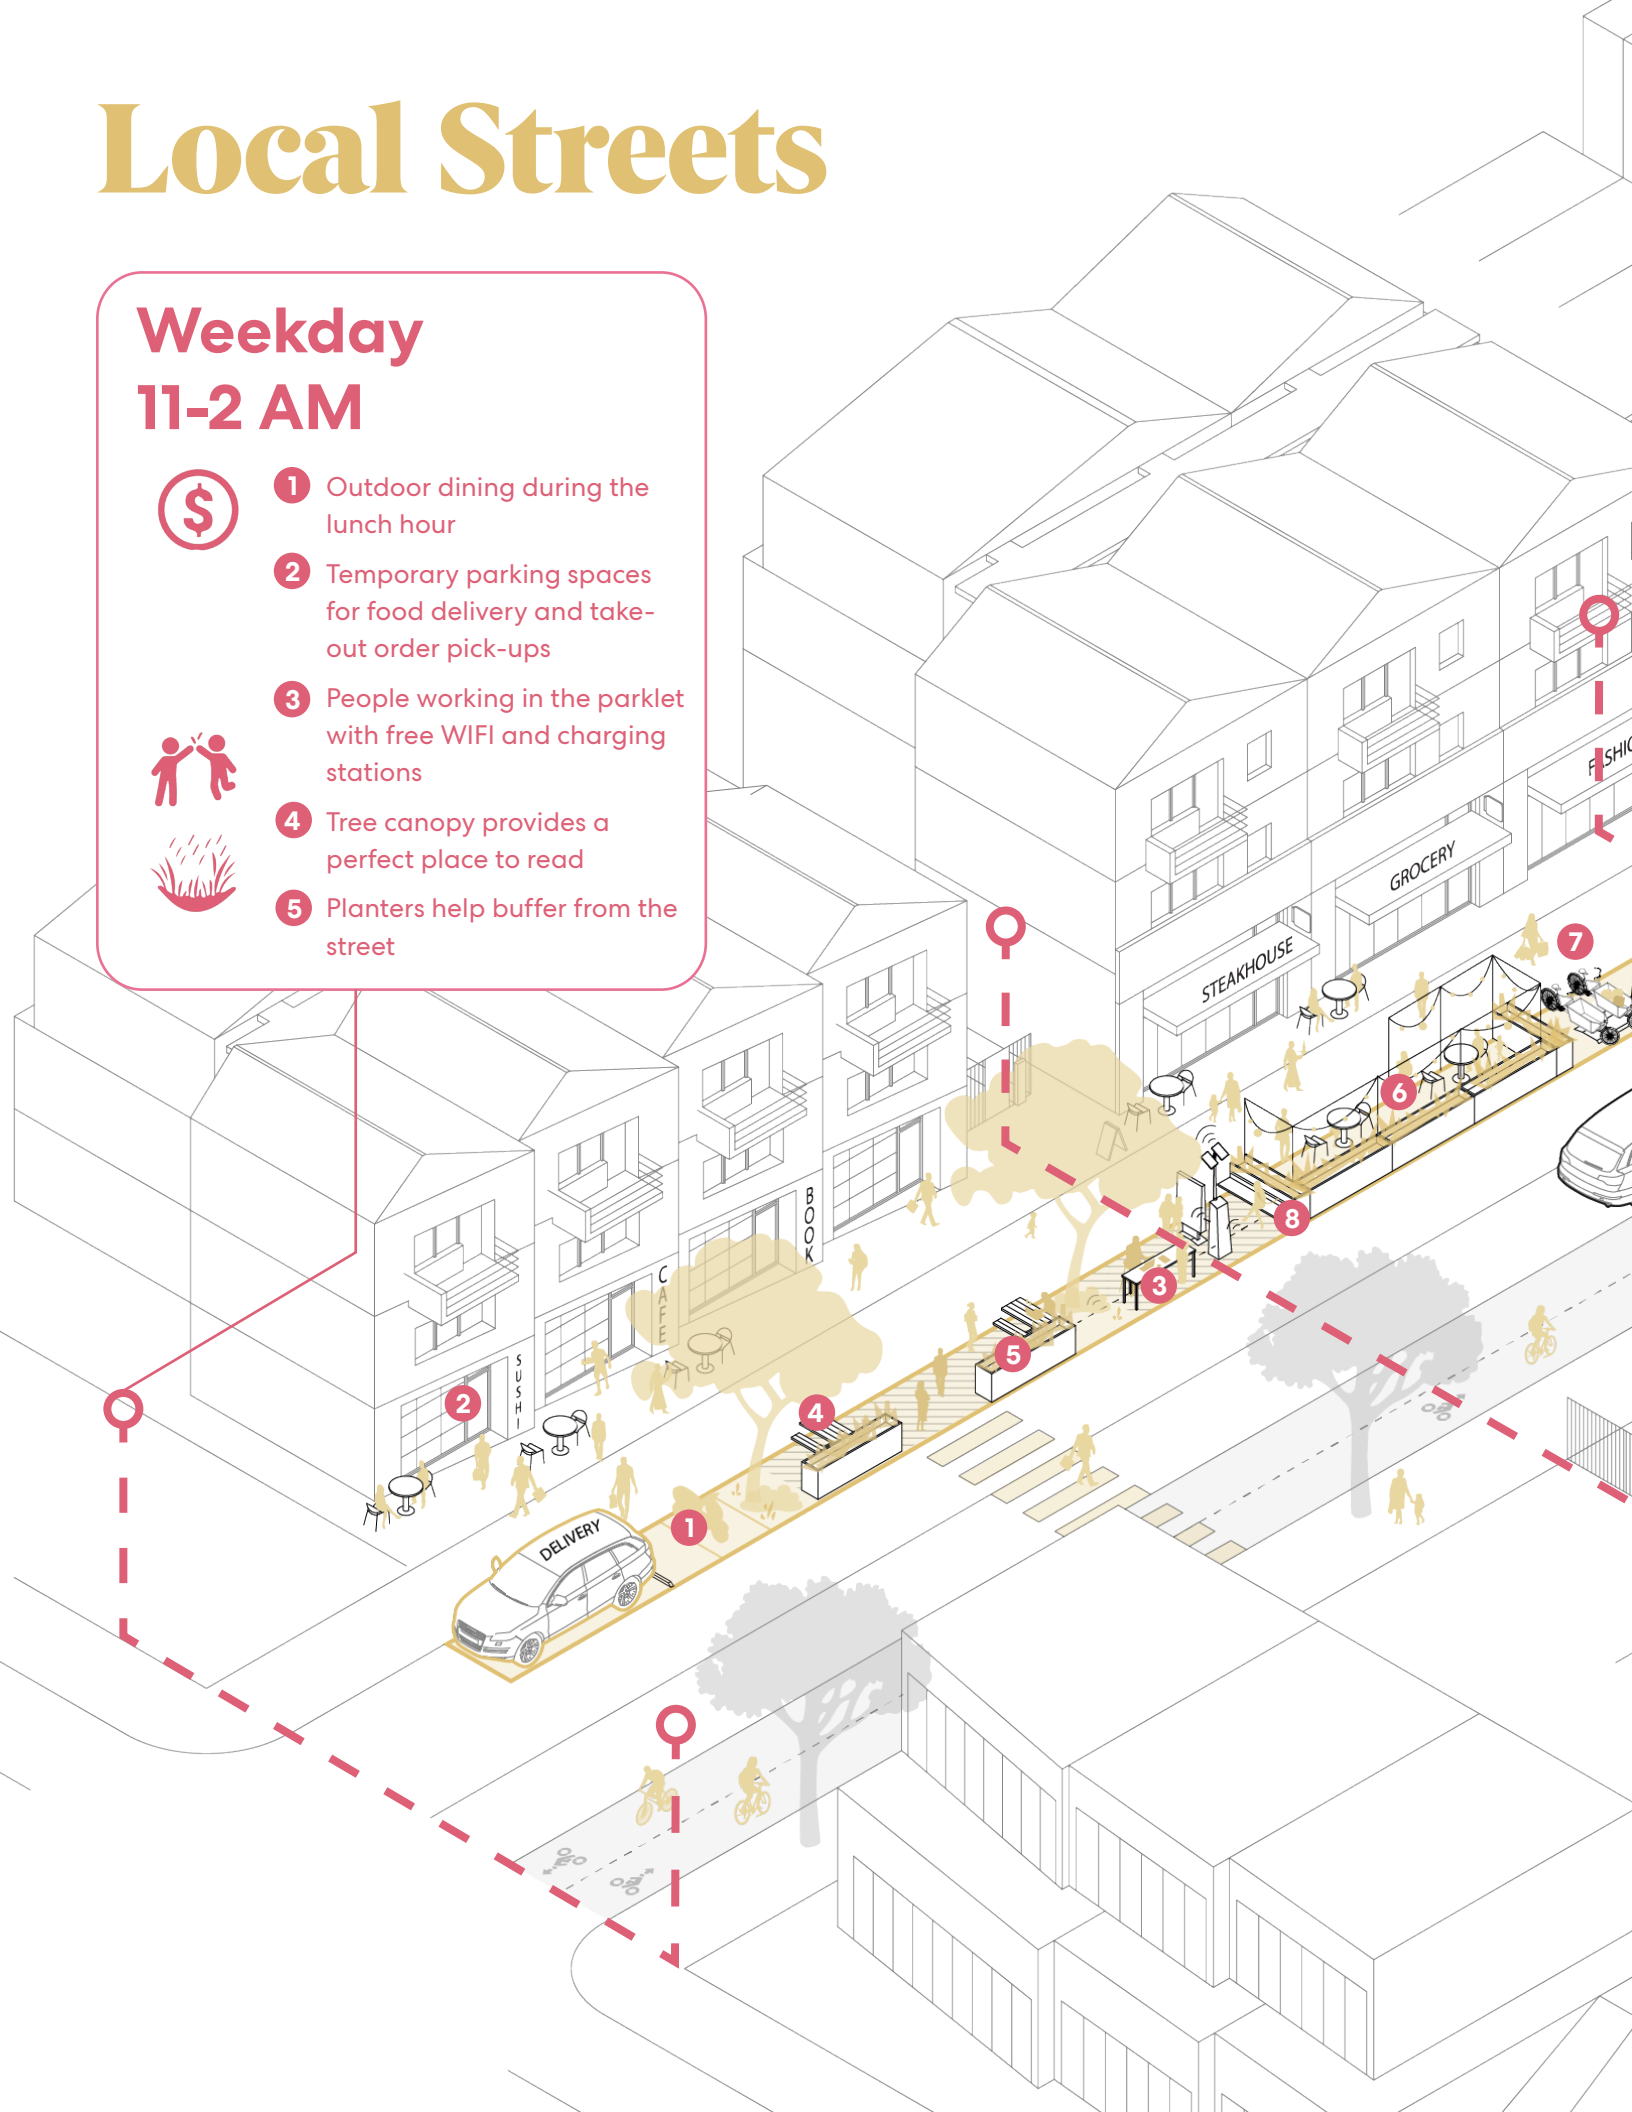 Local Streets
Weekday
11-2 AM
$
1 Outdoor dining during the
lunch hour
2 Temporary parking spaces
for food delivery and take-
out order pick-ups
3 People working in the parklet
with free WIFI and charging
stations
4 Tree canopy provides a
perfect place to read
5 Planters help buffer from the
street
FASHIO
GROCERY
STEAKHOUSE
7
6
8
BOOK
3
CAFE
5
SUSHI
2
4
1
DELIVERY